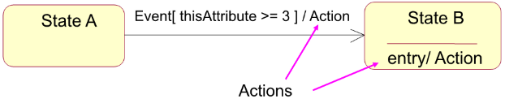 State A
Event[ thisAttribute >= 3 ] / Action
State B
entry/ Action
Actions